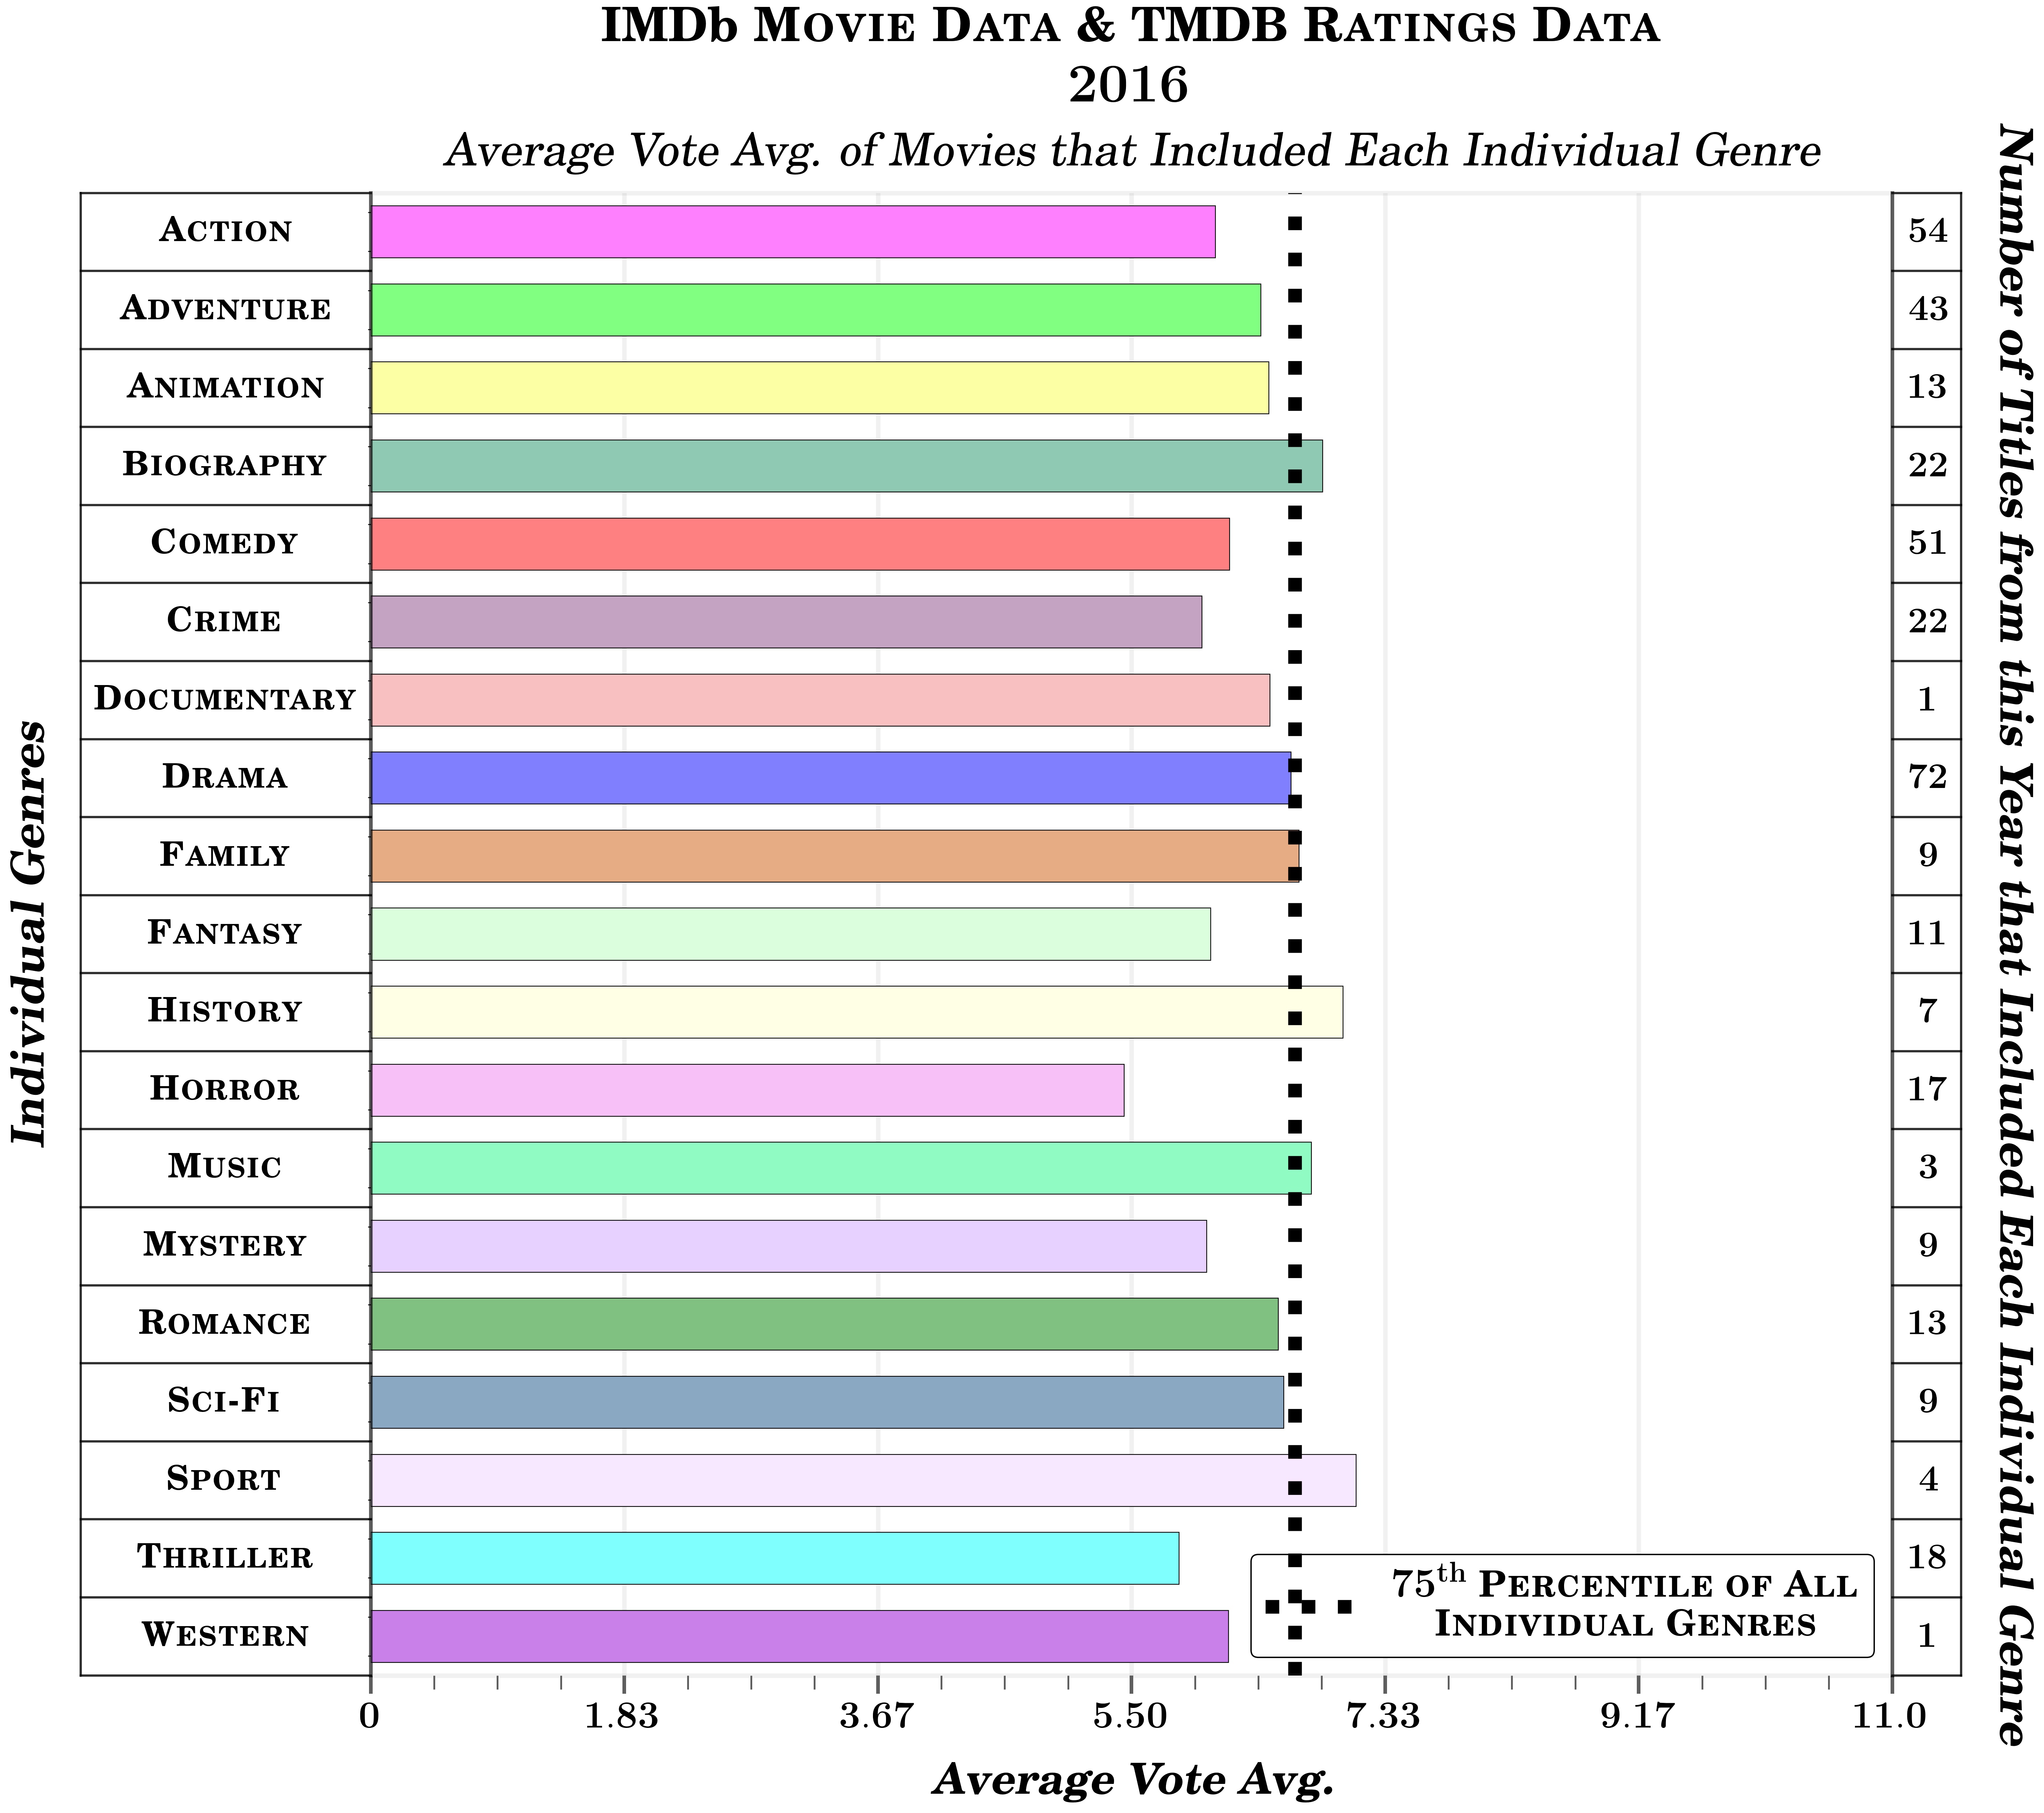 IMDb MOVIE DATA & TMDB RATINGS DATA
2016
Average Vote Avg. of Movies that Included Each Individual Genre
Individual Genres
ACTION 54
ADVENTURE 43
ANIMATION 13
BIOGRAPHY 22
COMEDY 51
CRIME 22
DOCUMENTARY 1
DRAMA 72
FAMILY 9
FANTASY 11
HISTORY 7
HORROR 17
MUSIC 3
MYSTERY 9
ROMANCE 13
SCI-FI 9
SPORT 4
THRILLER 18
WESTERN 1
75th PERCENTILE OF ALL
INDIVIDUAL GENRES
0 1.83 3.67 5.50 7.33 9.17 11.0
Average Vote Avg.
Number of Titles from this Year that Included Each Individual Genre